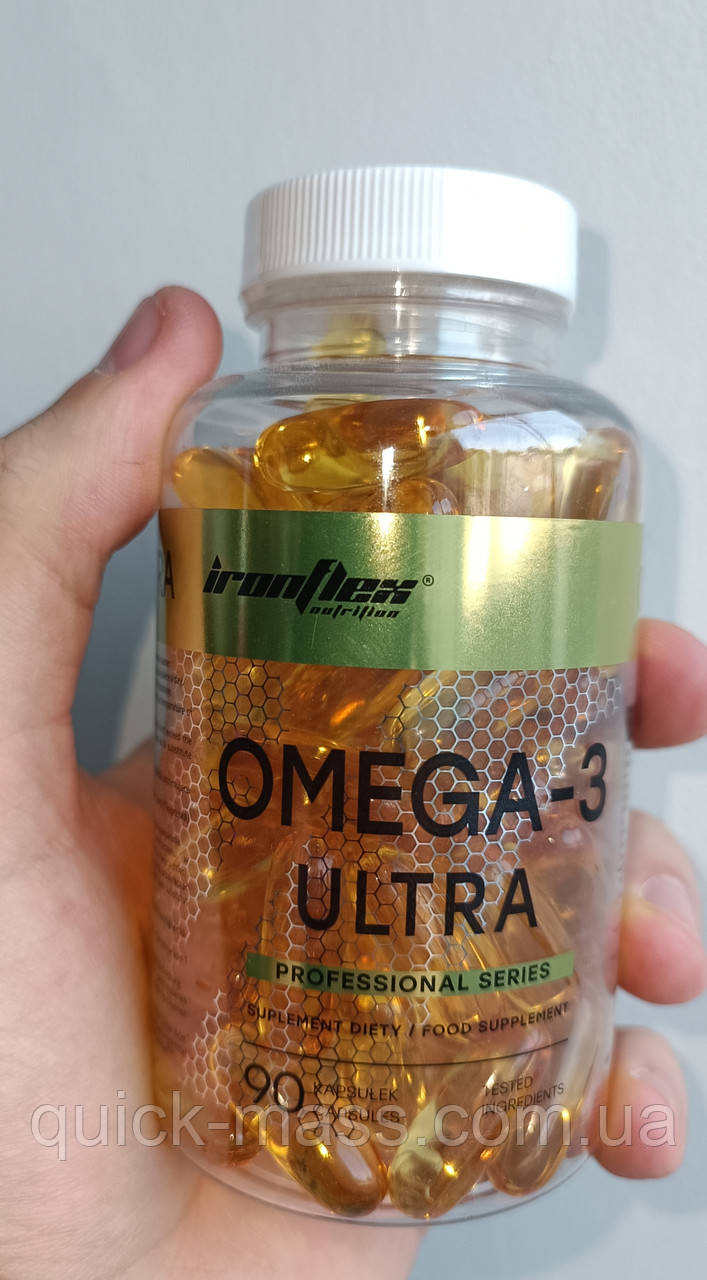 ironflex®
nutrition
OMEGA-3
ULTRA
PROFESSIONAL SERIES
SUPLEMENT DIETY / FOOD SUPPLEMENT
90 KAPSUŁEK
CAPSULES
TESTED
INGREDIENTS
quick-mass.com.ua